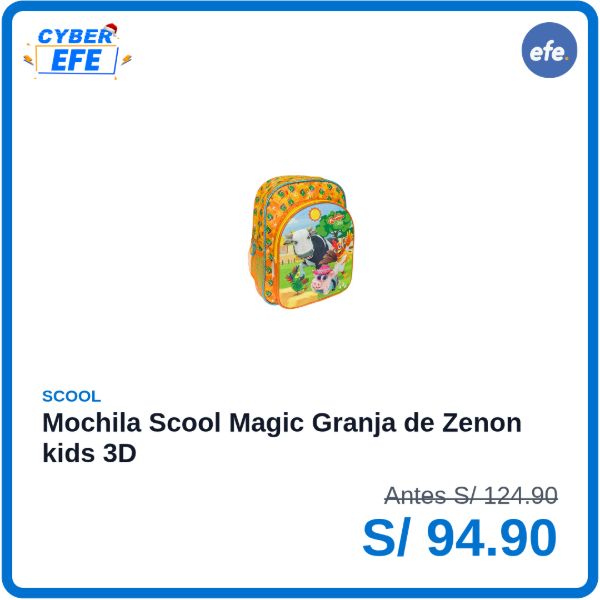 CYBER
EFE
efe.
SCOOL
Mochila Scool Magic Granja de Zenon
kids 3D
Antes S/ 124.90
S/ 94.90